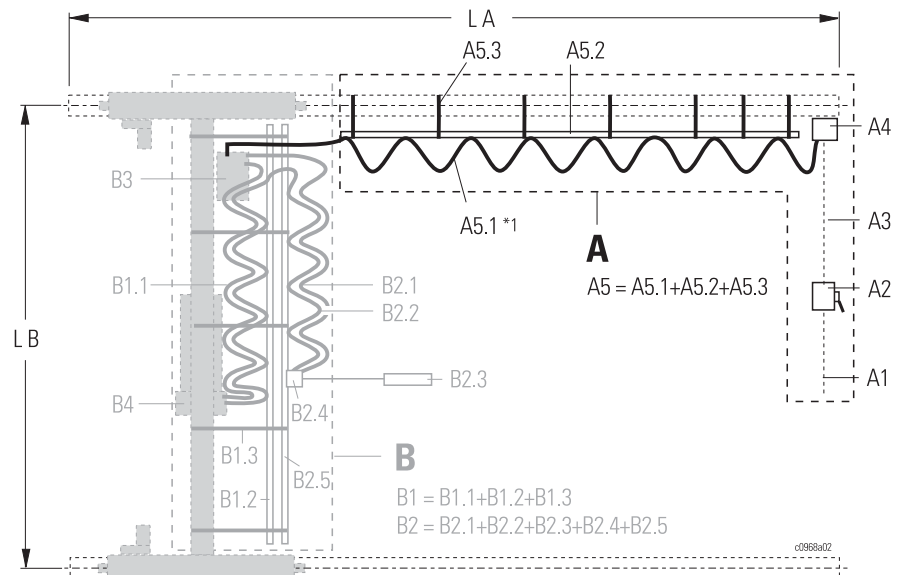 L A
A5.3
A5.2
A4
B3
A5.1 *1
A3
A
B1.1
B2.1
A5 = A5.1+A5.2+A5.3
A2
B2.2
L B
B2.3
A1
B4
B2.4
B1.3
B
B2.5
B1.2
B1 = B1.1+B1.2+B1.3
B2 = B2.1+B2.2+B2.3+B2.4+B2.5
c0968a02